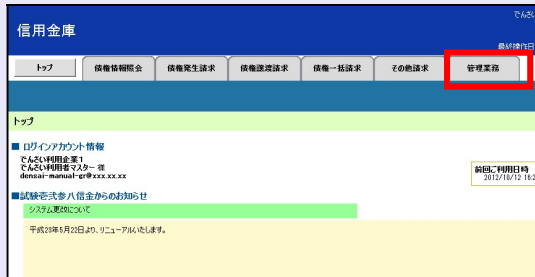 でんさい
信用金庫
最終操作日
トップ 債権情報照会 債権発生請求 債権譲渡請求 債権一括請求 その他請求 管理業務
トップ
■ ログインアカウント情報
でんさい利用企業1
でんさい利用者マスター 様
densai-manual-gr@xxx.xx.xx
前回ご利用日時
2012/10/12 16:2
■試験壱弐参八信金からのお知らせ
システム更改について
平成28年5月22日より、リニューアルいたします。